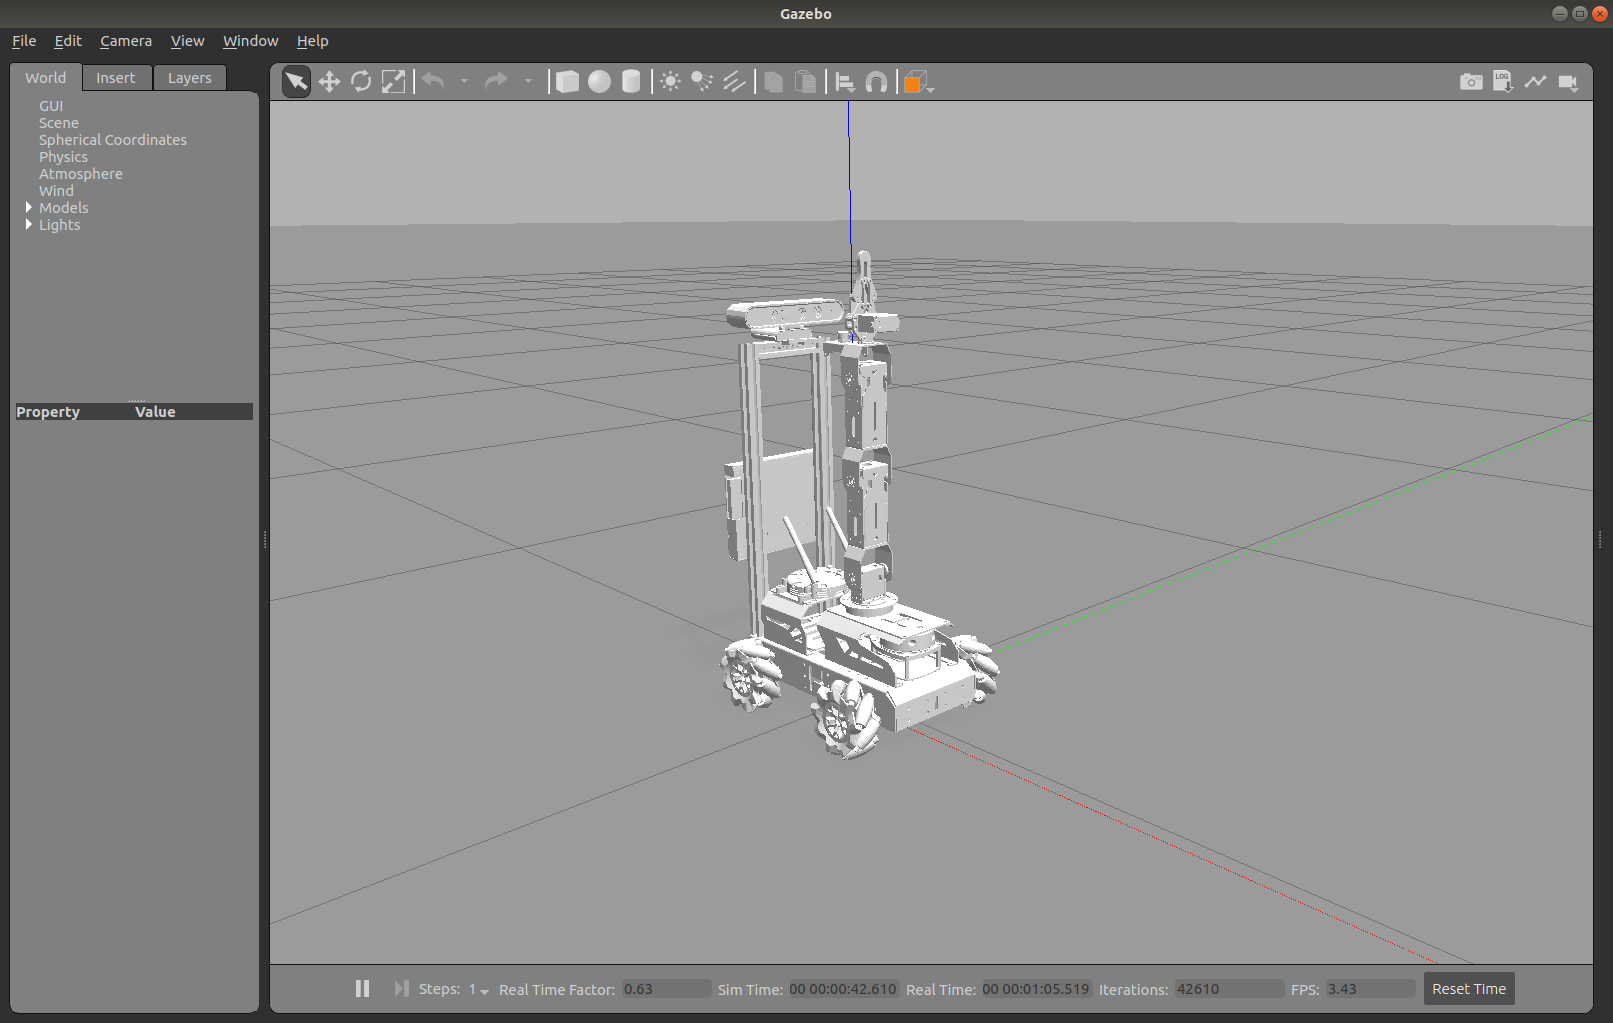 Gazebo
File Edit Camera View Window Help
World Insert Layers
GUI
Scene
Spherical Coordinates
Physics
Atmosphere
Wind
Models
Lights
Property Value
LOG
Steps: 1 Real Time Factor: 0.63 Sim Time: 00 00:00:42.610 Real Time: 00 00:01:05.519 Iterations: 42610 FPS: 3.43 Reset Time